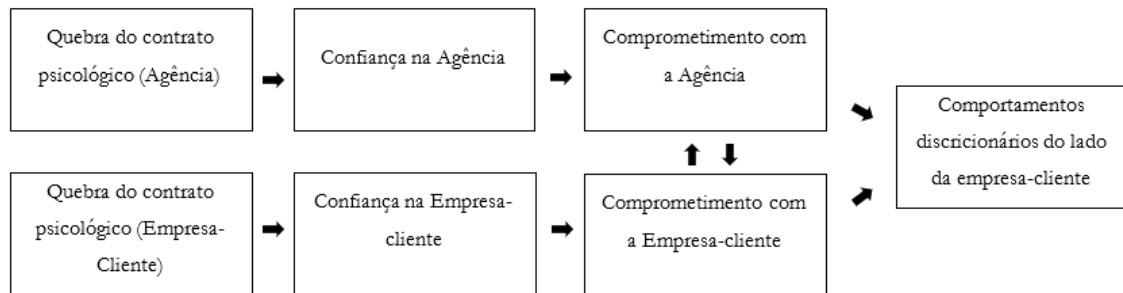 Quebra do contrato
psicológico (Agência)
Confiança na Agência
Comprometimento com
a Agência
Comportamentos
discricionários do lado
da empresa-cliente
Quebra do contrato
psicológico (Empresa-
Cliente)
Confiança na Empresa-
cliente
Comprometimento com
a Empresa-cliente